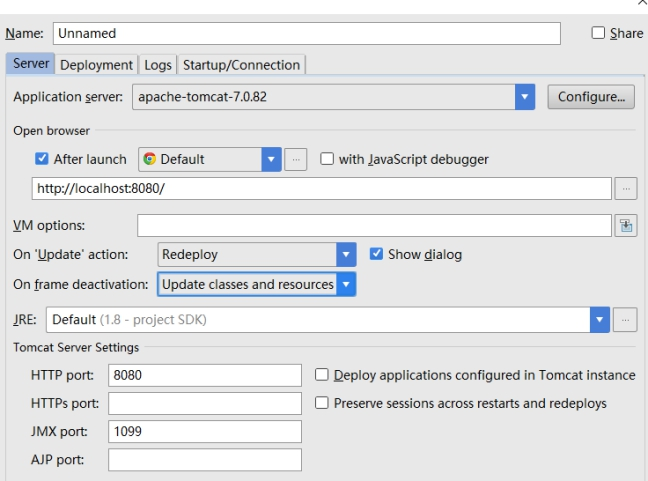 Name: Unnamed Share
Server Deployment Logs Startup/Connection
Application server: apache-tomcat-7.0.82 Configure...
Open browser
After launch Default ... with JavaScript debugger
http://localhost:8080/ ...
VM options:
On 'Update' action: Redeploy Show dialog
On frame deactivation: Update classes and resources
JRE: Default (1.8 - project SDK) ...
Tomcat Server Settings
HTTP port: 8080 Deploy applications configured in Tomcat instance
HTTPs port: Preserve sessions across restarts and redeploys
JMX port: 1099
AJP port: